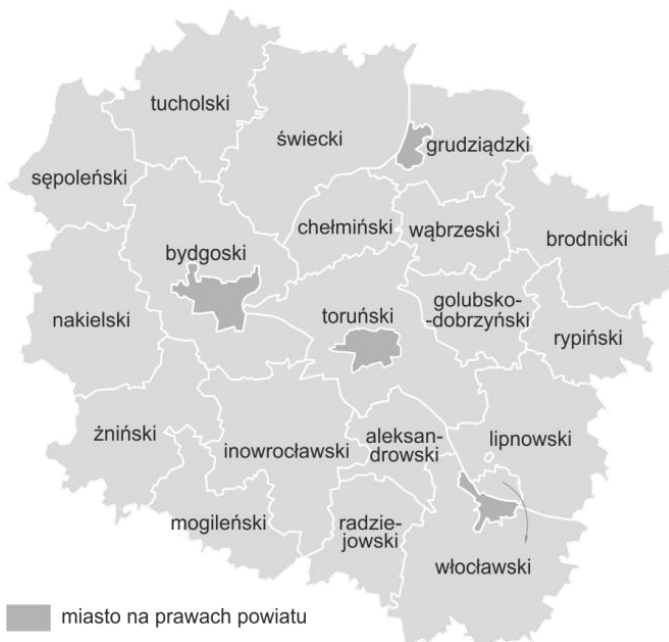 tucholski
świecki
grudziądzki
sępoleński
chełmiński
wąbrzeski
brodnicki
bydgoski
nakielski
toruński
golubsko-
-dobrzyński
rypiński
żniński
inowrocławski
aleksan-
drowski
lipnowski
mogileński
radzie-
jowski
włocławski
miasto na prawach powiatu